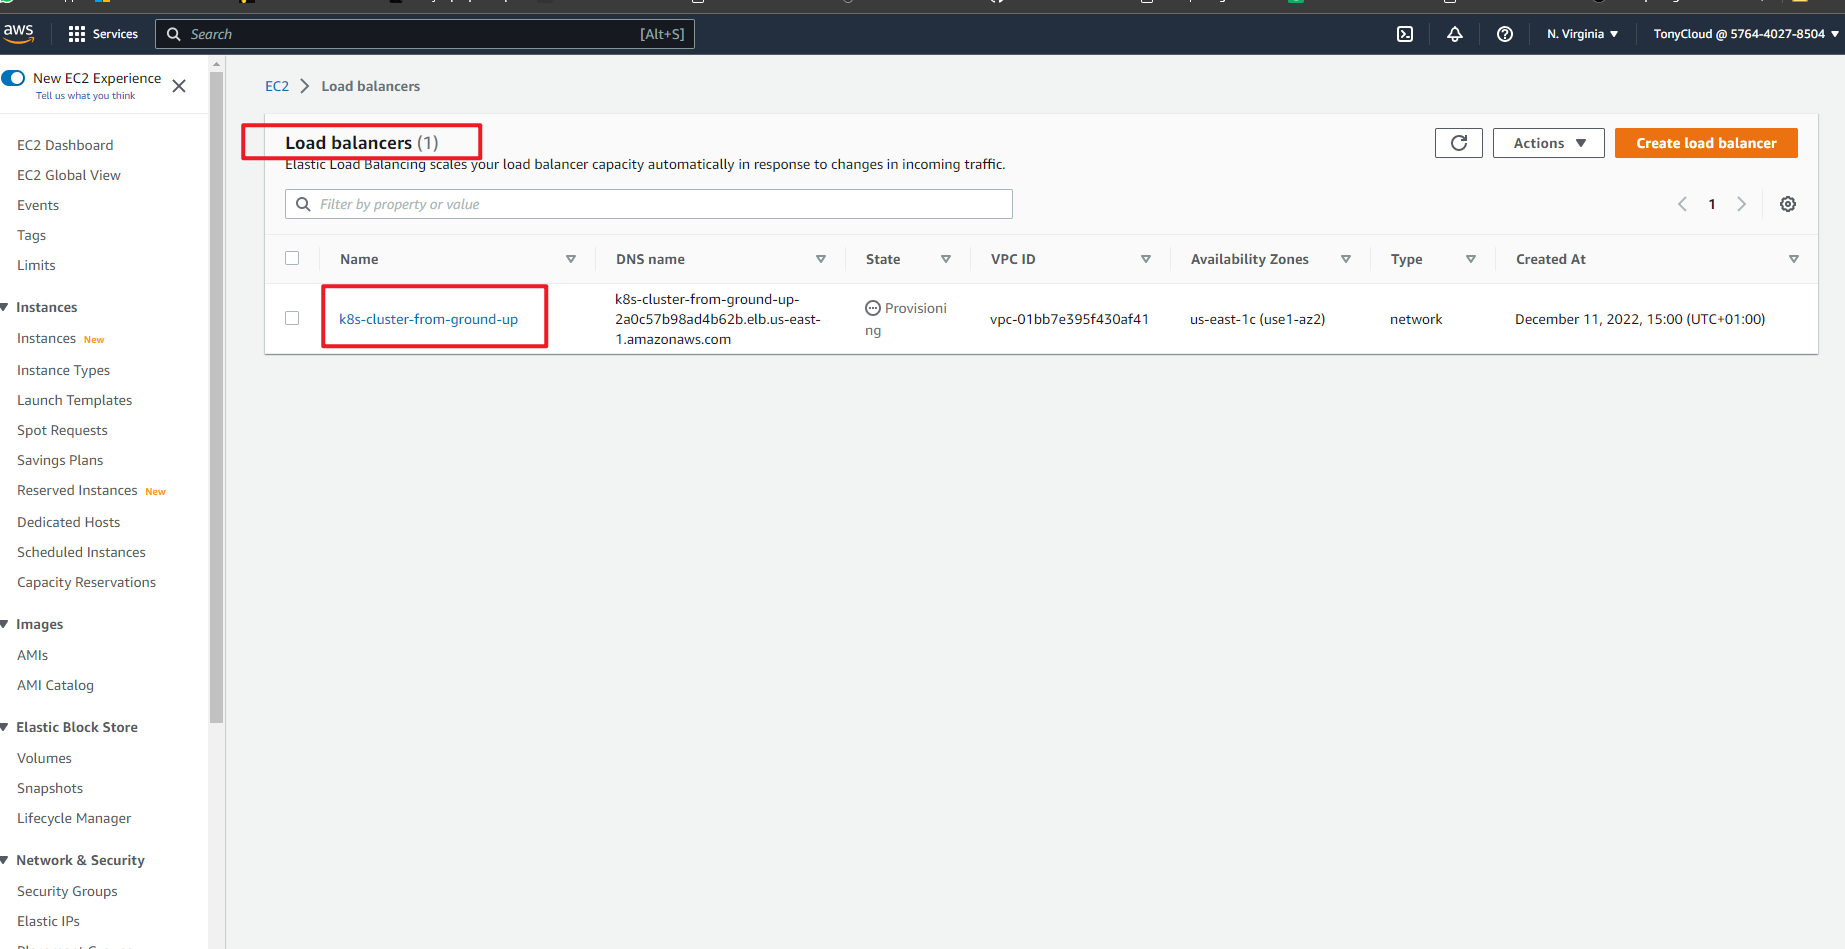 aws
Services
Search
[Alt+S]
N. Virginia
TonyCloud @ 5764-4027-8504
New EC2 Experience
Tell us what you think
EC2 Dashboard
EC2 Global View
Events
Tags
Limits
Instances
Instances New
Instance Types
Launch Templates
Spot Requests
Savings Plans
Reserved Instances New
Dedicated Hosts
Scheduled Instances
Capacity Reservations
Images
AMIs
AMI Catalog
Elastic Block Store
Volumes
Snapshots
Lifecycle Manager
Network & Security
Security Groups
Elastic IPs
EC2 > Load balancers
Load balancers (1)
Elastic Load Balancing scales your load balancer capacity automatically in response to changes in incoming traffic.
Actions
Create load balancer
Filter by property or value
1
Name DNS name State VPC ID Availability Zones Type Created At
k8s-cluster-from-ground-up
k8s-cluster-from-ground-up-
2a0c57b98ad4b62b.elb.us-east-
1.amazonaws.com
Provisioni
ng
vpc-01bb7e395f430af41
us-east-1c (use1-az2)
network
December 11, 2022, 15:00 (UTC+01:00)